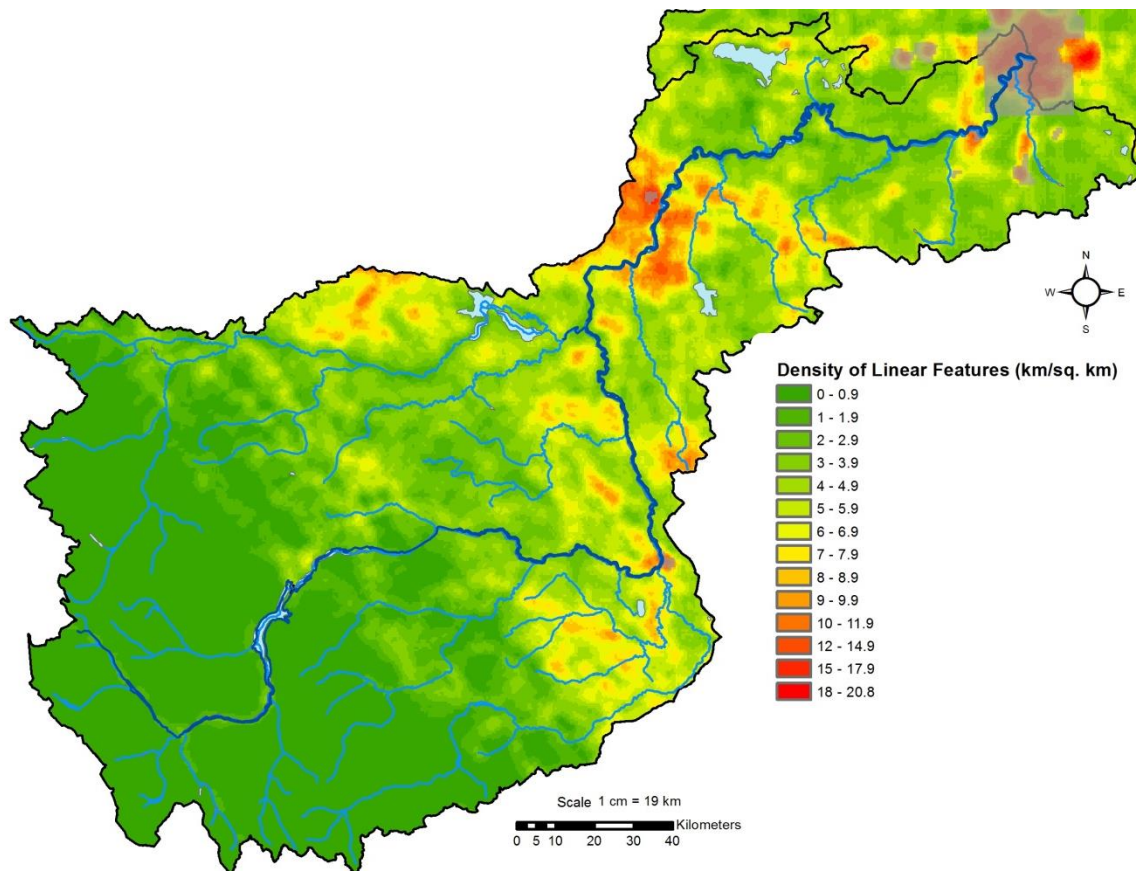 N
W E
S
Density of Linear Features (km/sq. km)
0 - 0.9
1 - 1.9
2 - 2.9
3 - 3.9
4 - 4.9
5 - 5.9
6 - 6.9
7 - 7.9
8 - 8.9
9 - 9.9
10 - 11.9
12 - 14.9
15 - 17.9
18 - 20.8
Scale 1 cm = 19 km
Kilometers
0 5 10 20 30 40